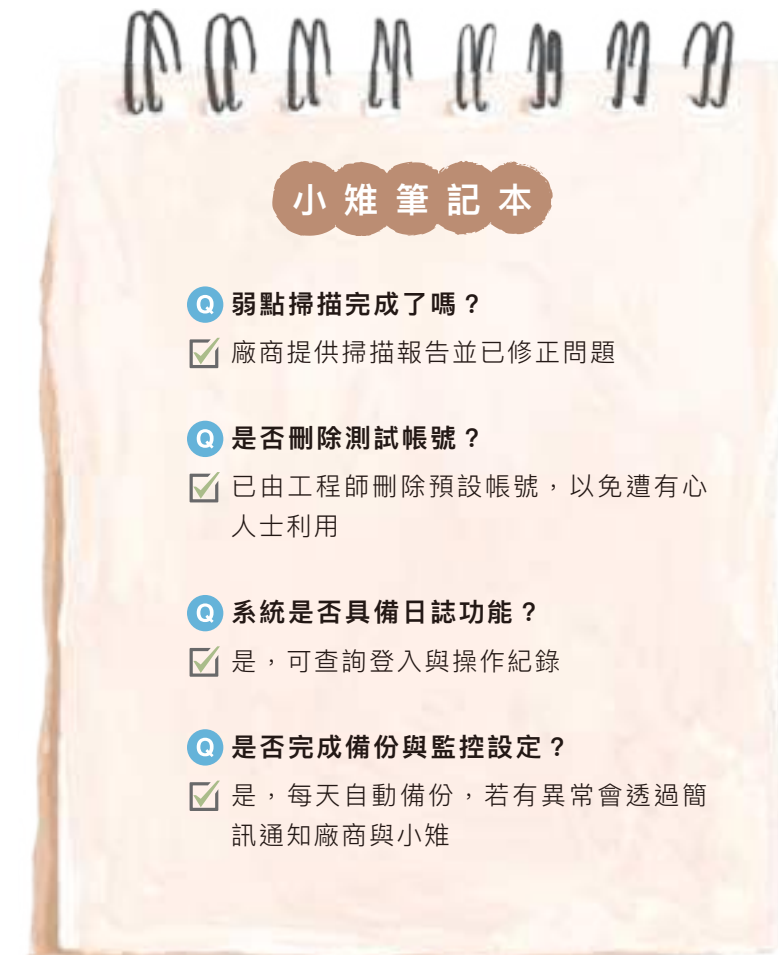 小雉筆記本
Q 弱點掃描完成了嗎？
廠商提供掃描報告並已修正問題
Q 是否刪除測試帳號？
已由工程師刪除預設帳號，以免遭有心
人士利用
Q 系統是否具備日誌功能？
是，可查詢登入與操作紀錄
Q 是否完成備份與監控設定？
是，每天自動備份，若有異常會透過簡
訊通知廠商與小雉